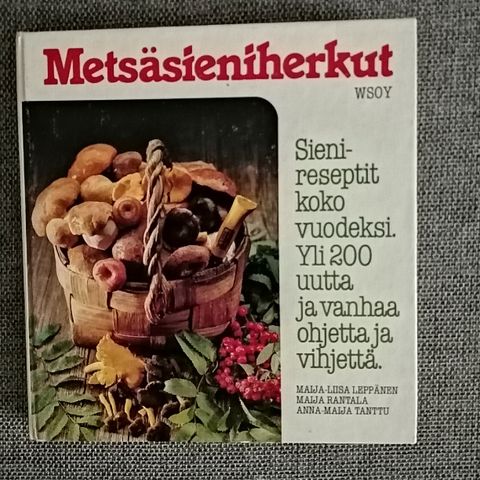 Metsäsieniherkut
WSOY
Sieni-
reseptit
koko
vuodeksi.
Yli 200
uutta
ja vanhaa
ohjetta ja
vihjettä.
MAIJA-LIISA LEPPÄNEN
MAIJA RANTALA
ANNA-MAIJA TANTTU